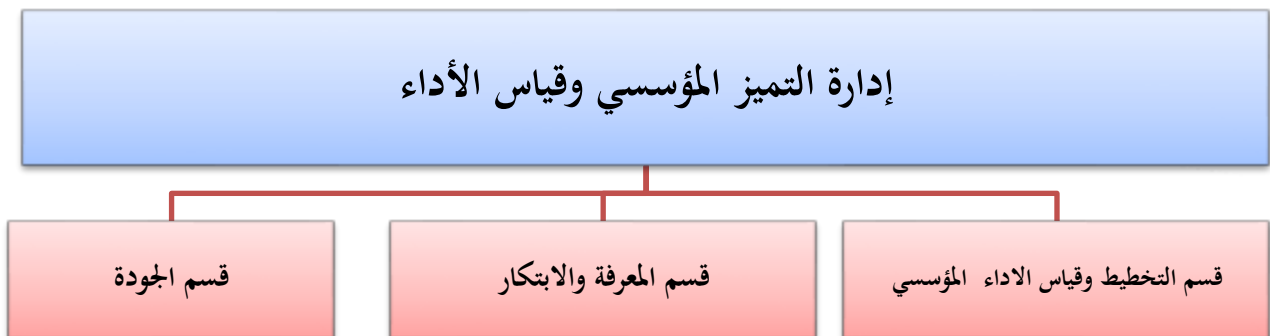 إدارة التميز المؤسسي وقياس الأداء
قسم التخطيط وقياس الاداء المؤسسي
قسم المعرفة والابتكار
قسم الجودة